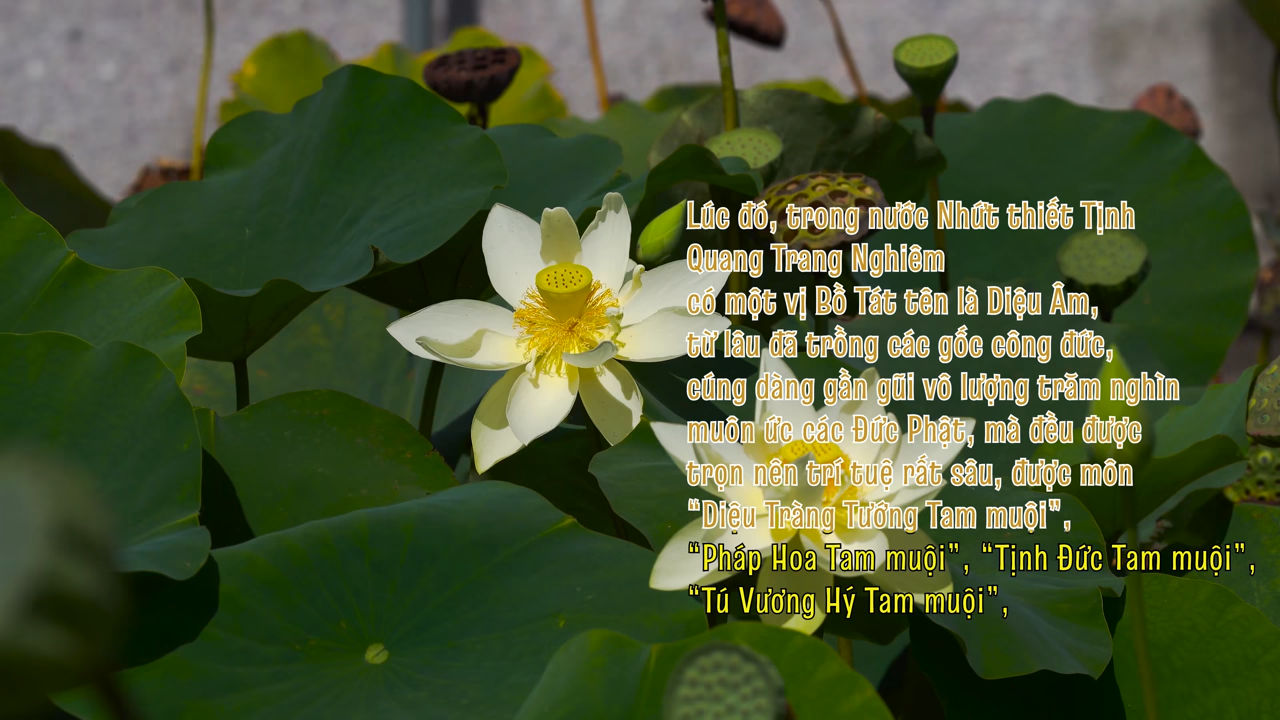 Lúc đó, trong nước Nhứt thiết Tịnh
Quang Trang Nghiêm
có một vị Bồ Tát tên là Diệu Âm,
từ lâu đã trồng các gốc công đức,
cúng dàng gần gũi vô lượng trăm nghìn
muôn ức các Đức Phật, mà đều được
trọn nên trí tuệ rất sâu, được môn
“Diệu Tràng Tướng Tam muội”,
“Pháp Hoa Tam muội”, “Tịnh Đức Tam muội”,
“Tú Vương Hý Tam muội”,